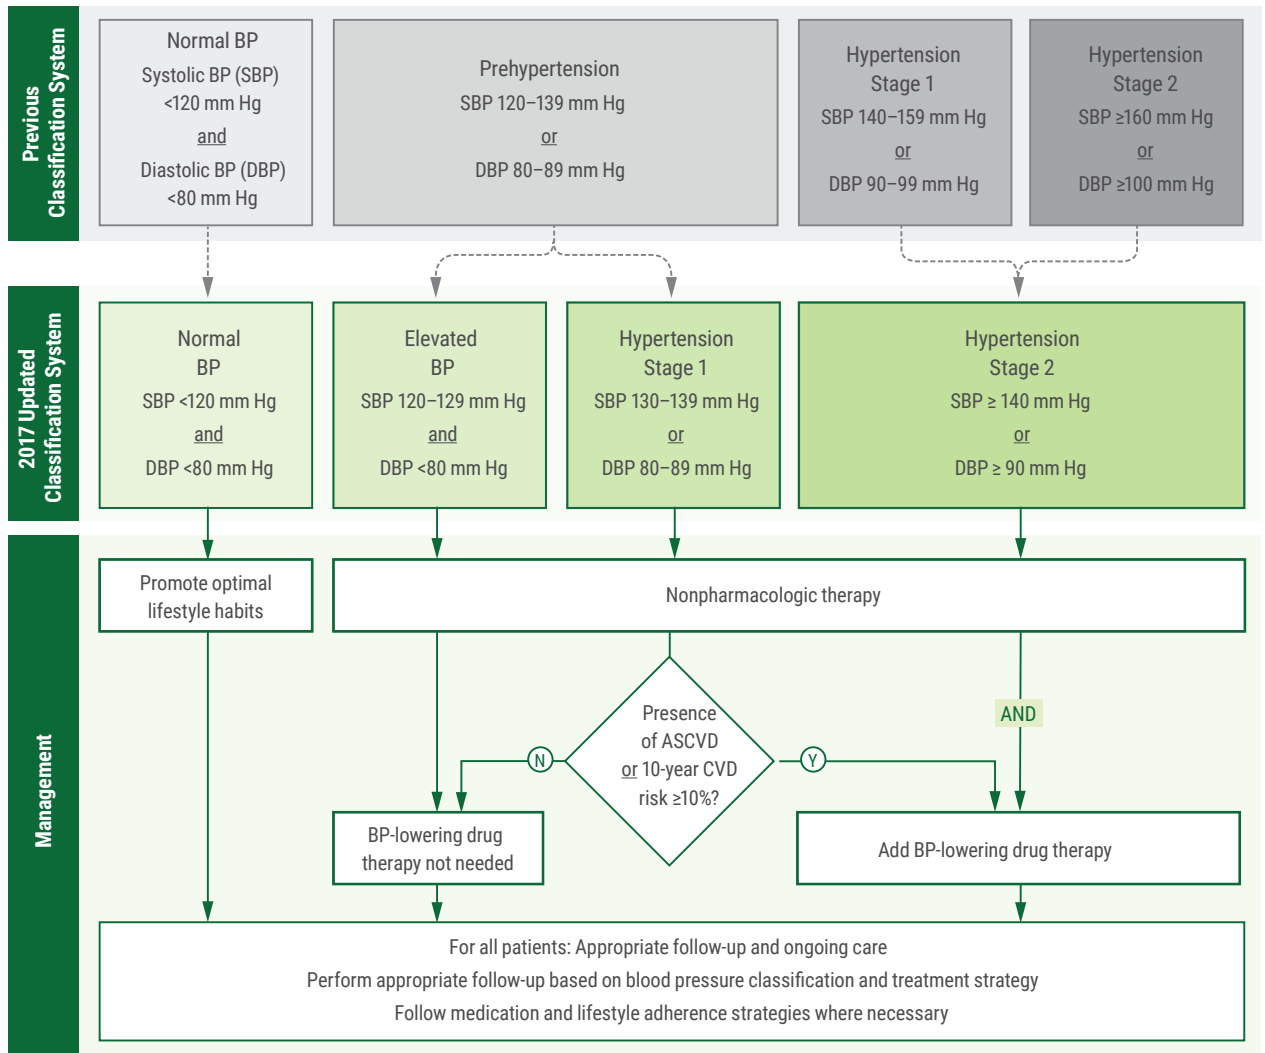 Previous
Classification System
Normal BP
Systolic BP (SBP)
<120 mm Hg
and
Diastolic BP (DBP)
<80 mm Hg
Prehypertension
SBP 120–139 mm Hg
or
DBP 80–89 mm Hg
Hypertension
Stage 1
SBP 140–159 mm Hg
or
DBP 90–99 mm Hg
Hypertension
Stage 2
SBP ≥160 mm Hg
or
DBP ≥100 mm Hg
2017 Updated
Classification System
Normal
BP
SBP <120 mm Hg
and
DBP <80 mm Hg
Elevated
BP
SBP 120–129 mm Hg
and
DBP <80 mm Hg
Hypertension
Stage 1
SBP 130–139 mm Hg
or
DBP 80–89 mm Hg
Hypertension
Stage 2
SBP ≥ 140 mm Hg
or
DBP ≥ 90 mm Hg
Management
Promote optimal
lifestyle habits
Nonpharmacologic therapy
Presence
of ASCVD
or 10-year CVD
risk ≥10%?
N
Y
AND
BP-lowering drug
therapy not needed
Add BP-lowering drug therapy
For all patients: Appropriate follow-up and ongoing care
Perform appropriate follow-up based on blood pressure classification and treatment strategy
Follow medication and lifestyle adherence strategies where necessary